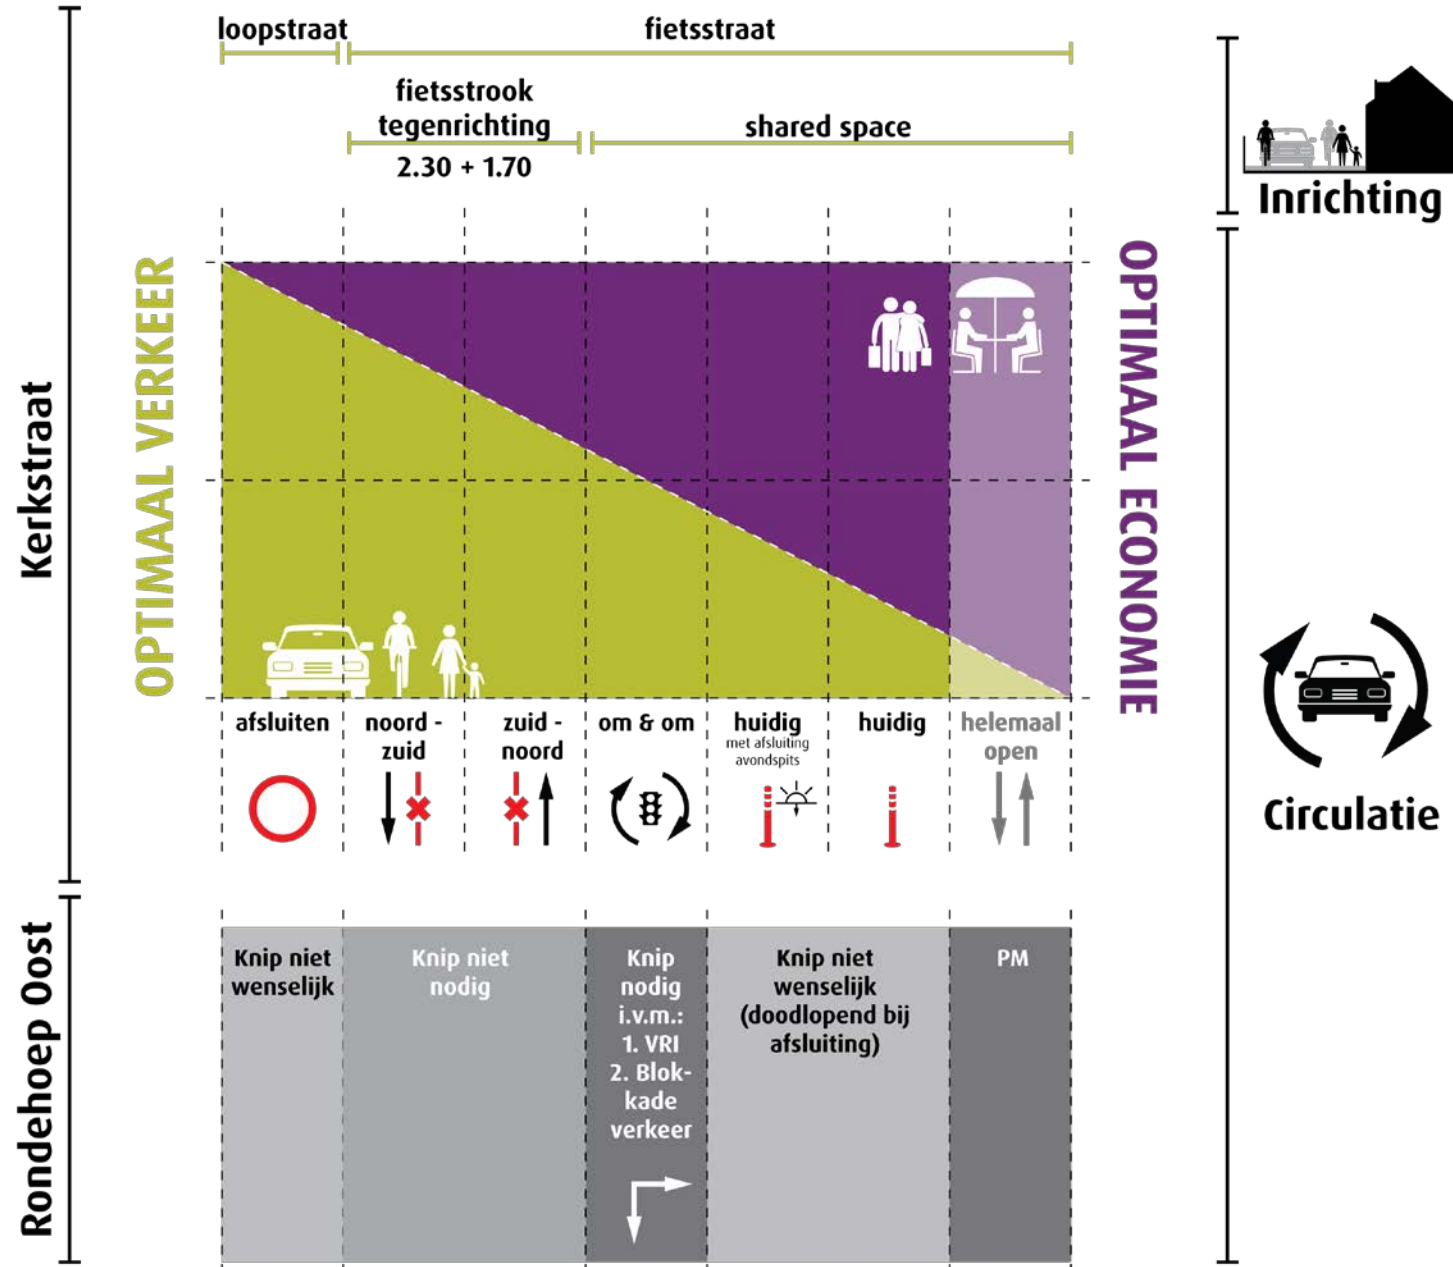 loopstraat
fietsstraat
fietsstrook
tegenrichting
2.30 + 1.70
shared space
Inrichting
Kerkstraat
OPTIMAAL VERKEER
OPTIMAAL ECONOMIE
afsluiten
noord -
zuid
zuid -
noord
om & om
huidig
met afsluiting
avondspits
huidig
helemaal
open
Circulatie
Rondehoep Oost
Knip niet
wenselijk
Knip niet
nodig
Knip
nodig
i.v.m.:
1. VRI
2. Blok-
kade
verkeer
Knip niet
wenselijk
(doodlopend bij
afsluiting)
PM